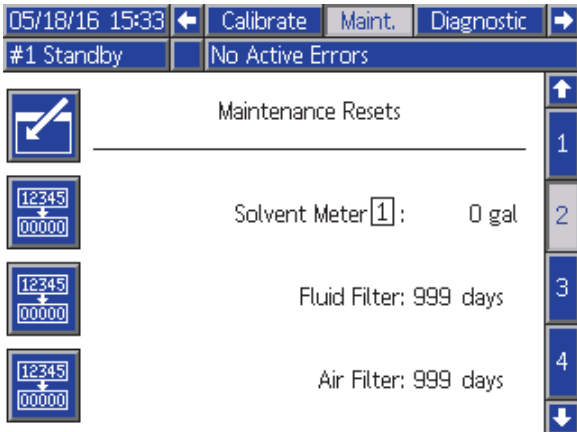 05/18/16 15:33 Calibrate Maint. Diagnostic
#1 Standby No Active Errors
Maintenance Resets
1
12345
00000
Solvent Meter 1 : 0 gal
2
12345
00000
Fluid Filter: 999 days
3
12345
00000
Air Filter: 999 days
4